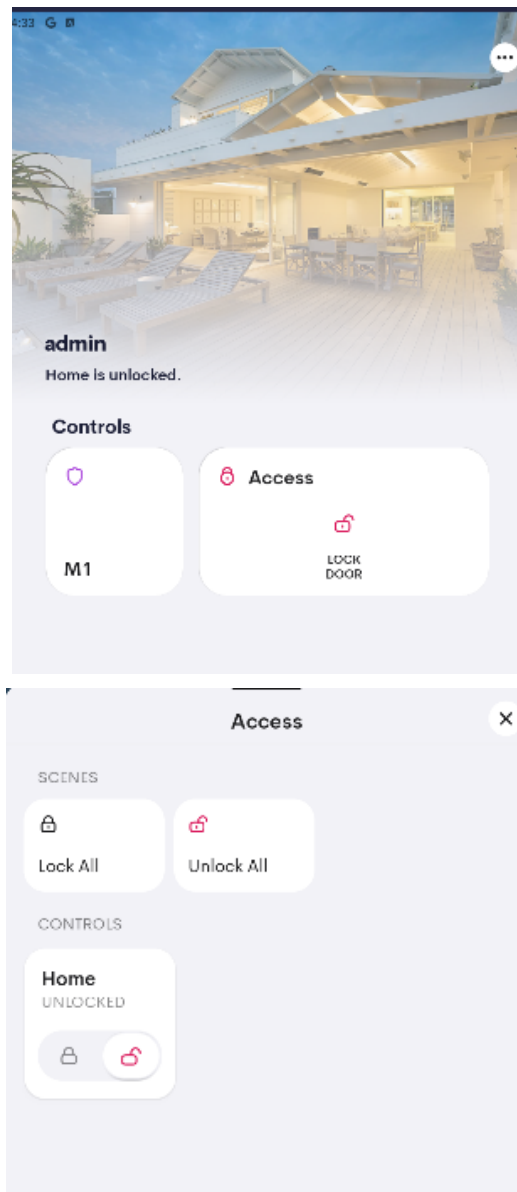 4:33 G
admin
Home is unlocked.
Controls
M1
Access
LOCK
DOOR
Access
SCENES
Lock All
Unlock All
CONTROLS
Home
UNLOCKED